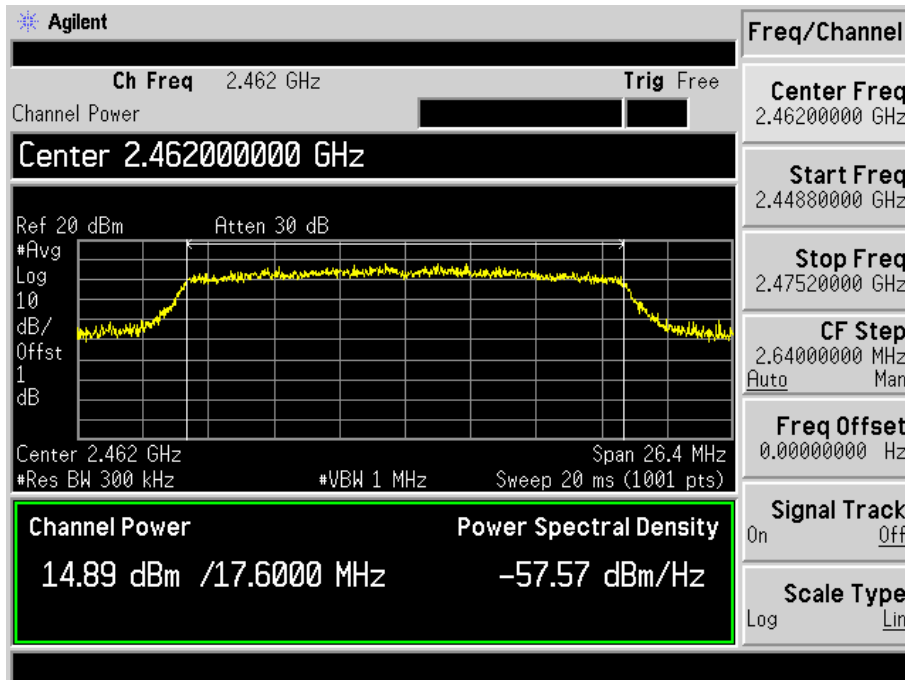 Agilent
Ch Freq 2.462 GHz Trig Free
Channel Power
Center 2.462000000 GHz
Ref 20 dBm Atten 30 dB
#Avg
Log
10
dB/
Offst
1
dB
Center 2.462 GHz Span 26.4 MHz
#Res BW 300 kHz #VBW 1 MHz Sweep 20 ms (1001 pts)
Channel Power Power Spectral Density
14.89 dBm /17.6000 MHz -57.57 dBm/Hz
Freq/Channel
Center Freq
2.46200000 GHz
Start Freq
2.44880000 GHz
Stop Freq
2.47520000 GHz
CF Step
2.64000000 MHz
Auto Man
Freq Offset
0.00000000 Hz
Signal Track
On Off
Scale Type
Log Lin